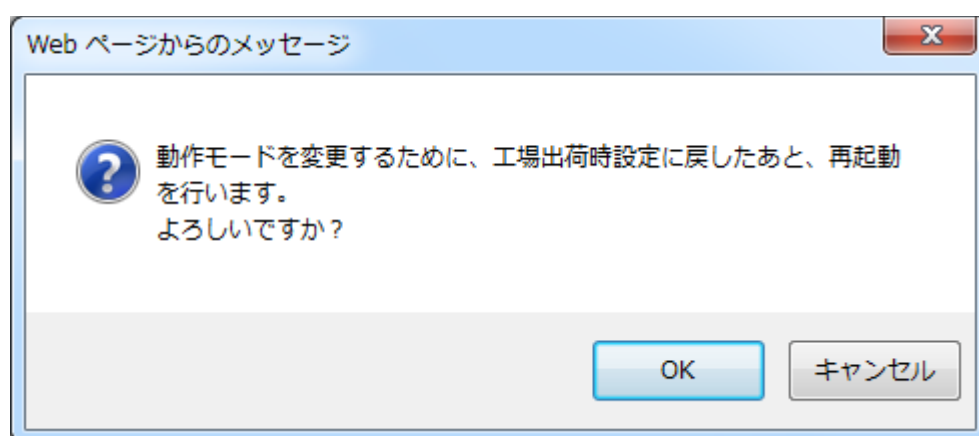 Web ページからのメッセージ
動作モードを変更するために、工場出荷時設定に戻したあと、再起動
を行います。
よろしいですか？
OK
キャンセル